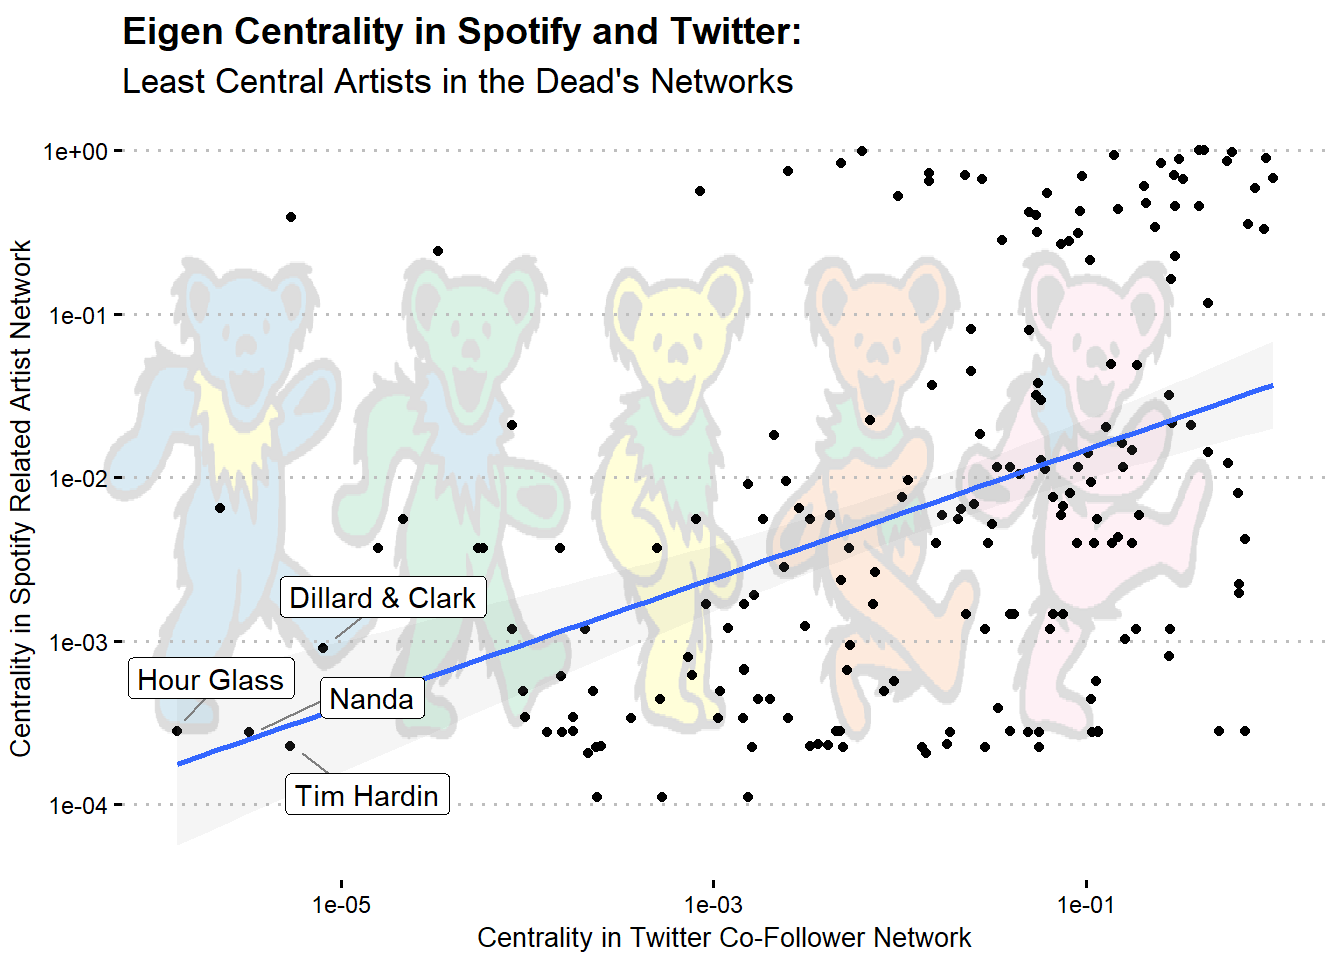 Eigen Centrality in Spotify and Twitter:
Least Central Artists in the Dead's Networks
Centrality in Spotify Related Artist Network
1e+00
1e-01
1e-02
1e-03
1e-04
Dillard & Clark
Hour Glass
Nanda
Tim Hardin
1e-05
1e-03
1e-01
Centrality in Twitter Co-Follower Network